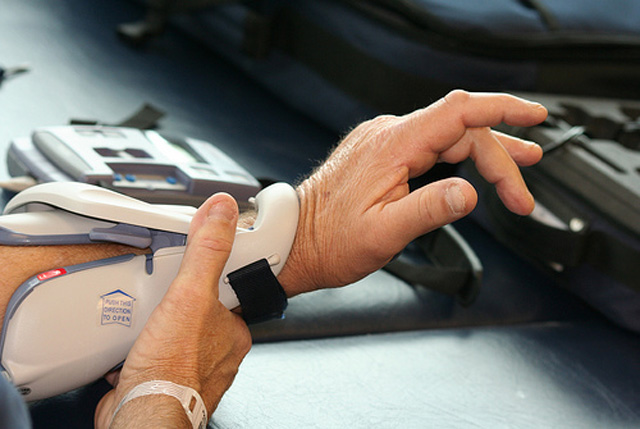 PUSH THIS
DIRECTION
TO OPEN